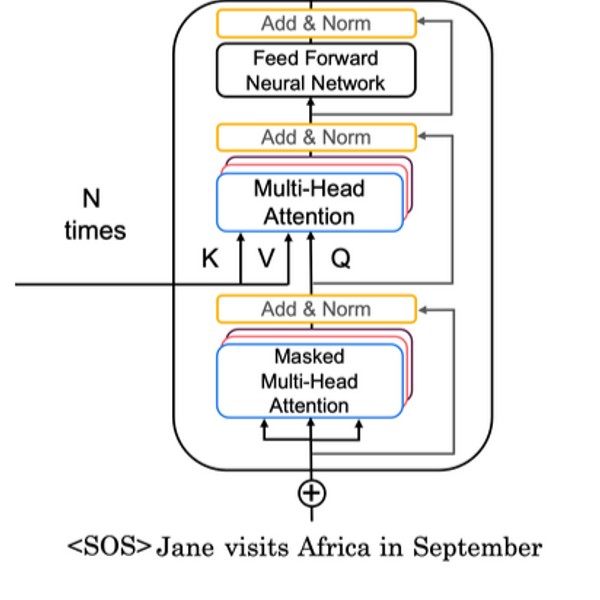 Add & Norm
Feed Forward
Neural Network
Add & Norm
Multi-Head
Attention
N
times
K V Q
Add & Norm
Masked
Multi-Head
Attention
<SOS> Jane visits Africa in September